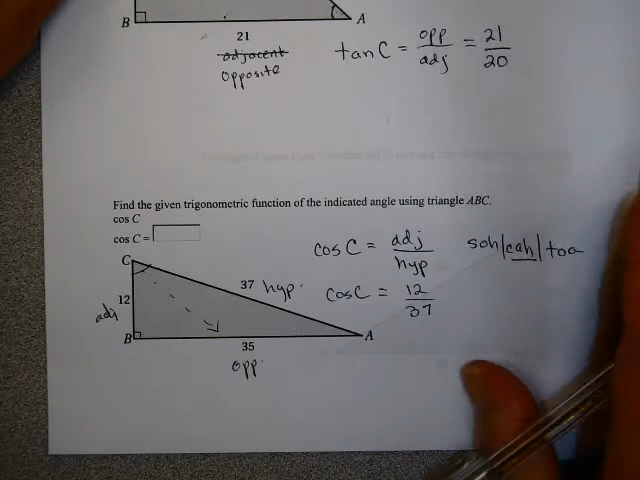 B
A
21
adjacent
opposite
tan C = opp/adj = 21/20
Find the given trigonometric function of the indicated angle using triangle ABC.
cos C
cos C =
cos C = adj/hyp
soh/cah/toa
C
37 hyp.
cos C = 12/37
12
adj
B
A
35
opp.